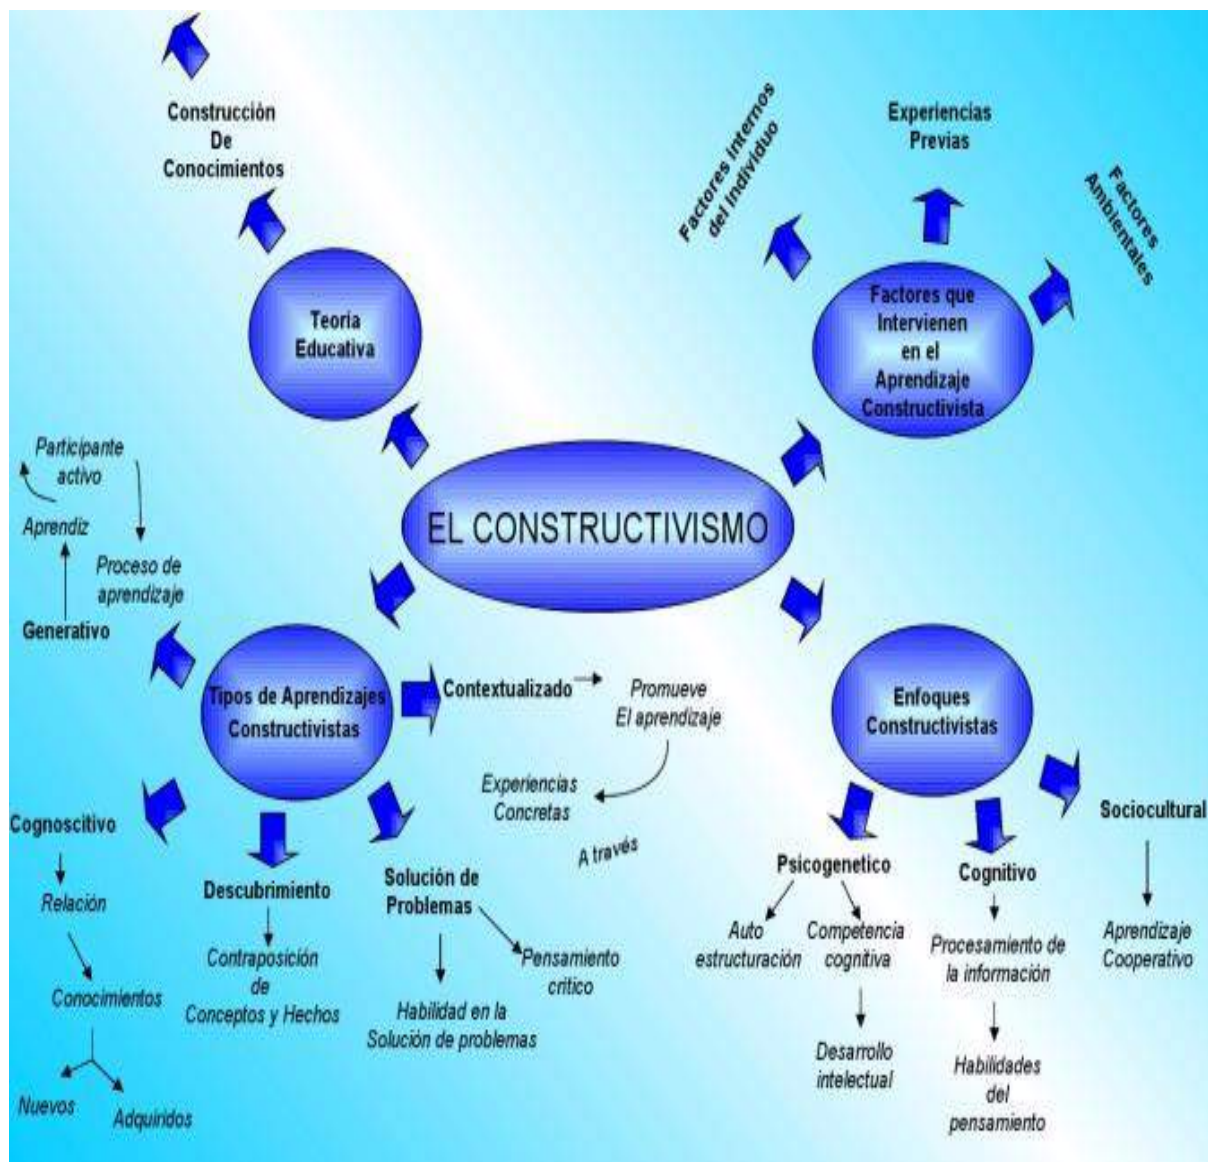 Construcción
De
Conocimientos
Teoría
Educativa
Factores internos
del individuo
Experiencias
Previas
Factores
Ambientales
Factores que
Intervienen
en el
Aprendizaje
Constructivista
EL CONSTRUCTIVISMO
Participante
activo
Aprendiz
Proceso de
aprendizaje
Generativo
Tipos de Aprendizajes
Constructivistas
Contextualizado
Promueve
El aprendizaje
Experiencias
Concretas
A través
Cognoscitivo
Relación
Conocimientos
Nuevos
Adquiridos
Descubrimiento
Contraposición
de
Conceptos y Hechos
Solución de
Problemas
Habilidad en la
Solución de problemas
Pensamiento
critico
Enfoques
Constructivistas
Psicogenetico
Auto
estructuración
Competencia
cognitiva
Desarrollo
intelectual
Cognitivo
Procesamiento de
la información
Habilidades
del
pensamiento
Sociocultural
Aprendizaje
Cooperativo